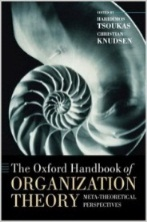 EDITED BY
HARIDIMOS
TSOUKAS
CHRISTIAN
KNUDSEN
The Oxford Handbook of
ORGANIZATION
THEORY
META-THEORETICAL
PERSPECTIVES